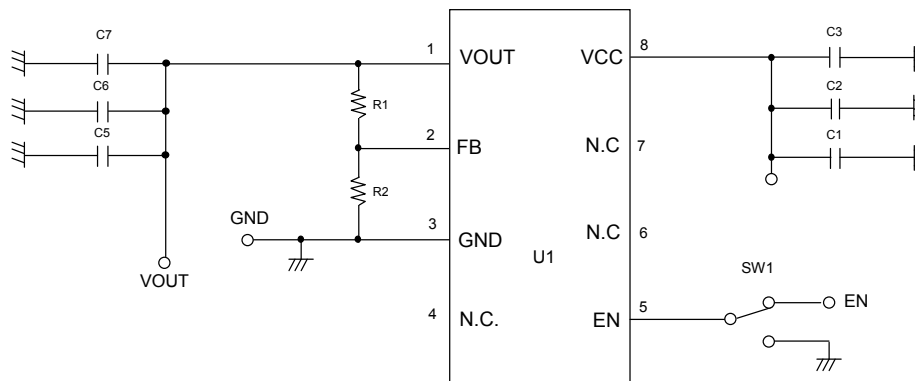 C7
C6
C5
VOUT
GND
R1
R2
1
2
3
4
VOUT
FB
GND
N.C.
U1
VCC
N.C
N.C
EN
8
7
6
5
C3
C2
C1
SW1
EN